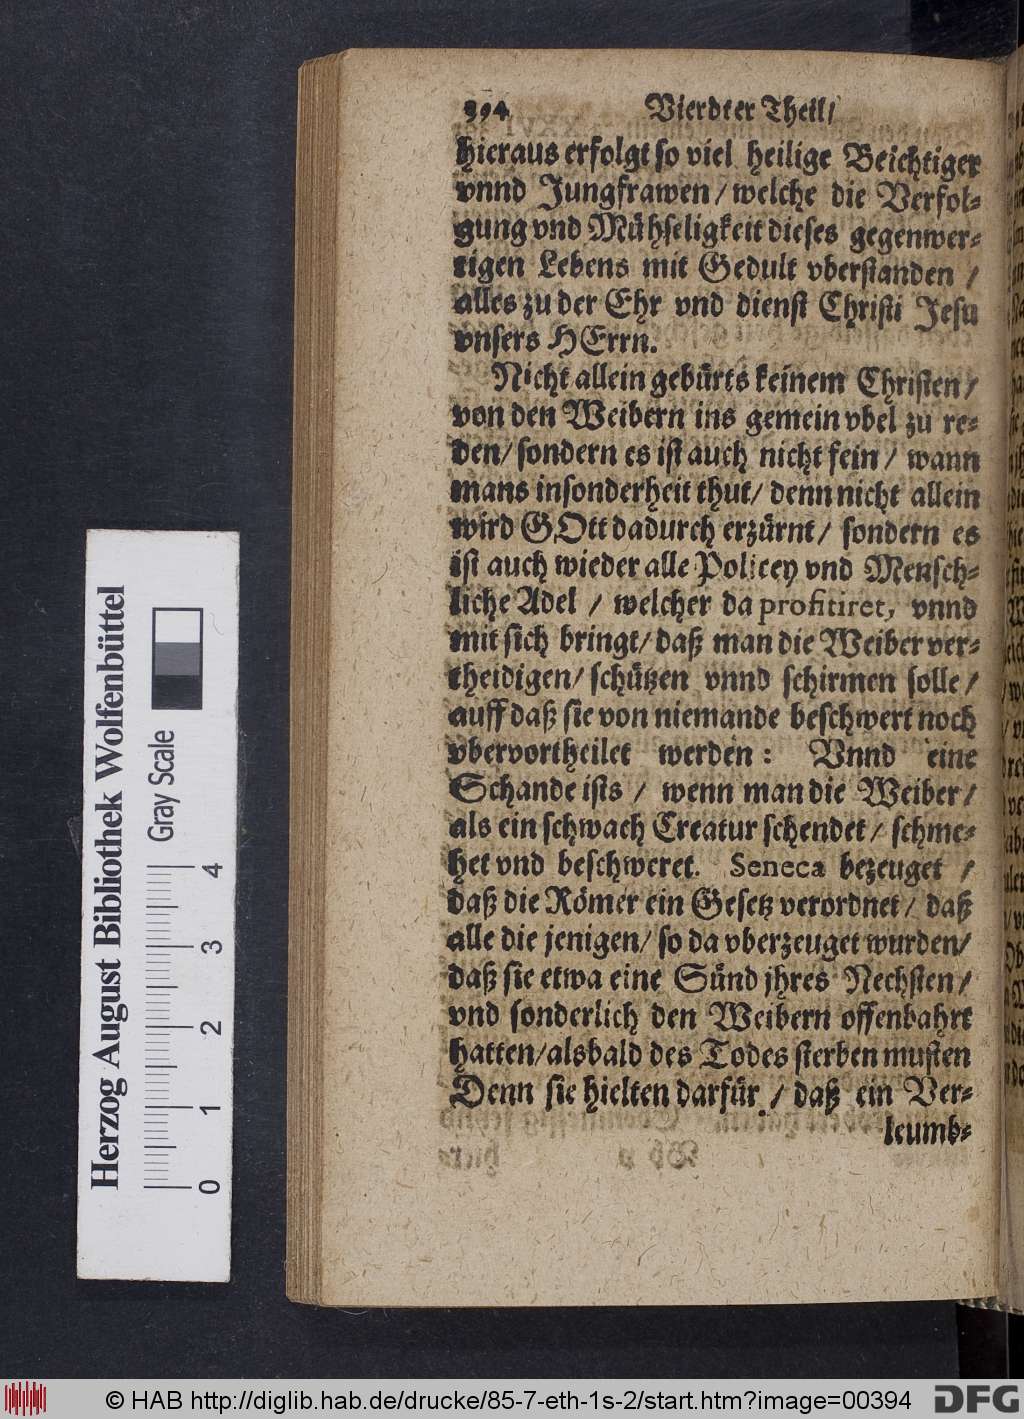 394 Vierdter Theil/
hieraus erfolgt so viel heilige Beichtiger
vnnd Jungfrawen / welche die Verfol-
gung vnd Mühseligkeit dieses gegenwer-
tigen Lebens mit Gedult vberstanden /
alles zu der Ehr vnd dienst Christi Jesu
vnsers HErrn.
Nicht allein gebürts keinem Christen /
von den Weibern ins gemein vbel zu re-
den / sondern es ist auch nicht fein / wann
mans insonderheit thut / denn nicht allein
wird GOtt dadurch erzürnt / sondern es
ist auch wieder alle Policey vnd Mensch-
liche Adel / welcher da profitiret, vnnd
mit sich bringt / daß man die Weiber ver-
theidigen / schützen vnnd schirmen solle /
auff daß sie von niemande beschwert noch
vbervortheilet werden : Vnnd eine
Schande ists / wenn man die Weiber /
als ein schwach Creatur schendet / schme-
het vnd beschweret. Seneca bezeuget /
daß die Römer ein Gesetz verordnet / daß
alle die jenigen / so da vberzeuget wurden /
daß sie etwa eine Sünd jhres Nechsten /
vnd sonderlich den Weibern offenbahrt
hatten / alsbald des Todes sterben musten
Denn sie hielten darfür / daß ein Ver-
leumb-
Herzog August Bibliothek Wolfenbüttel
Gray Scale
0 1 2 3 4
© HAB http://diglib.hab.de/drucke/85-7-eth-1s-2/start.htm?image=00394
DFG